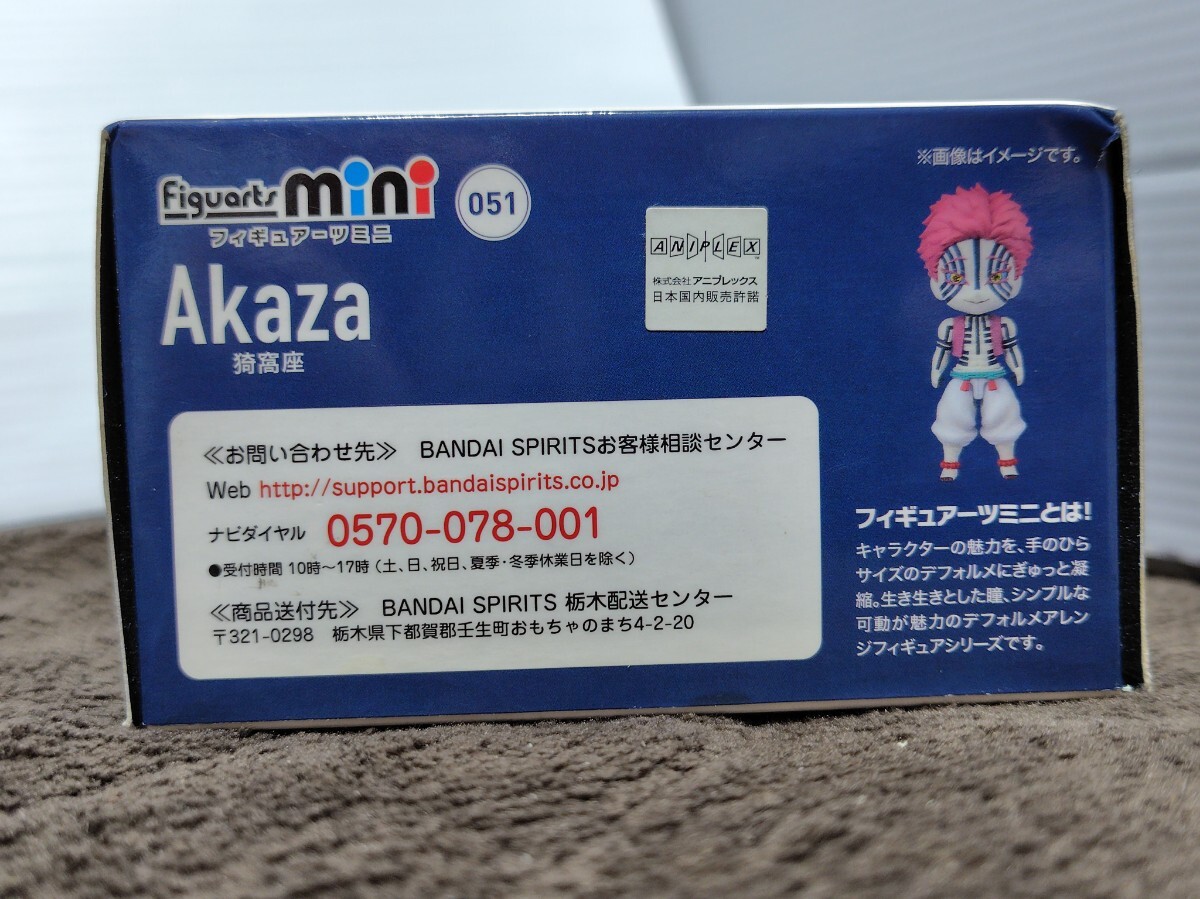 Figuarts mini
フィギュアーツミニ
051
Akaza
猗窩座
ANIPLEX™
株式会社 アニプレックス
日本国内販売許諾
※画像はイメージです。
≪お問い合わせ先≫ BANDAI SPIRITSお客様相談センター
Web http://support.bandaispirits.co.jp
ナビダイヤル 0570-078-001
●受付時間 10時～17時（土、日、祝日、夏季・冬季休業日を除く）
≪商品送付先≫ BANDAI SPIRITS 栃木配送センター
〒321-0298 栃木県下都賀郡壬生町おもちゃのまち4-2-20
フィギュアーツミニとは!
キャラクターの魅力を、手のひら
サイズのデフォルメにぎゅっと凝
縮。生き生きとした瞳、シンプルな
可動が魅力のデフォルメアレン
ジフィギュアシリーズです。